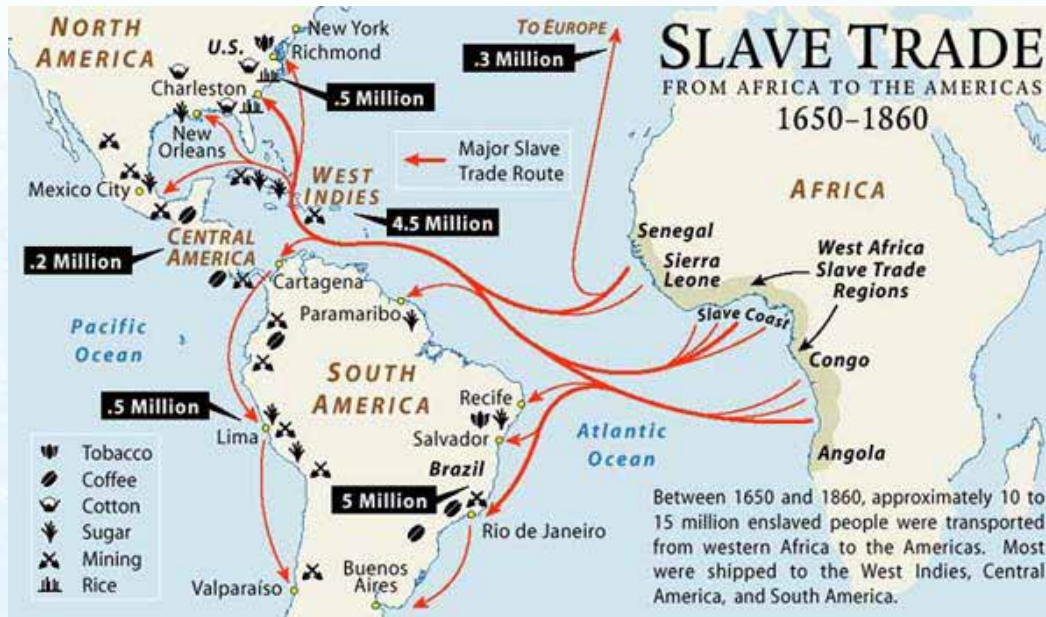 SLAVE TRADE
FROM AFRICA TO THE AMERICAS
1650–1860
NORTH
AMERICA
U.S.
New York
Richmond
Charleston
.5 Million
New
Orleans
Mexico City
WEST
INDIES
4.5 Million
CENTRAL
AMERICA
.2 Million
TO EUROPE
.3 Million
Major Slave
Trade Route
AFRICA
Senegal
Sierra
Leone
West Africa
Slave Trade
Regions
Slave Coast
Congo
Angola
Cartagena
Paramaribo
Pacific
Ocean
SOUTH
AMERICA
Recife
Salvador
.5 Million
Lima
Brazil
5 Million
Rio de Janeiro
Atlantic
Ocean
Valparaíso
Buenos
Aires
Tobacco
Coffee
Cotton
Sugar
Mining
Rice
Between 1650 and 1860, approximately 10 to
15 million enslaved people were transported
from western Africa to the Americas. Most
were shipped to the West Indies, Central
America, and South America.